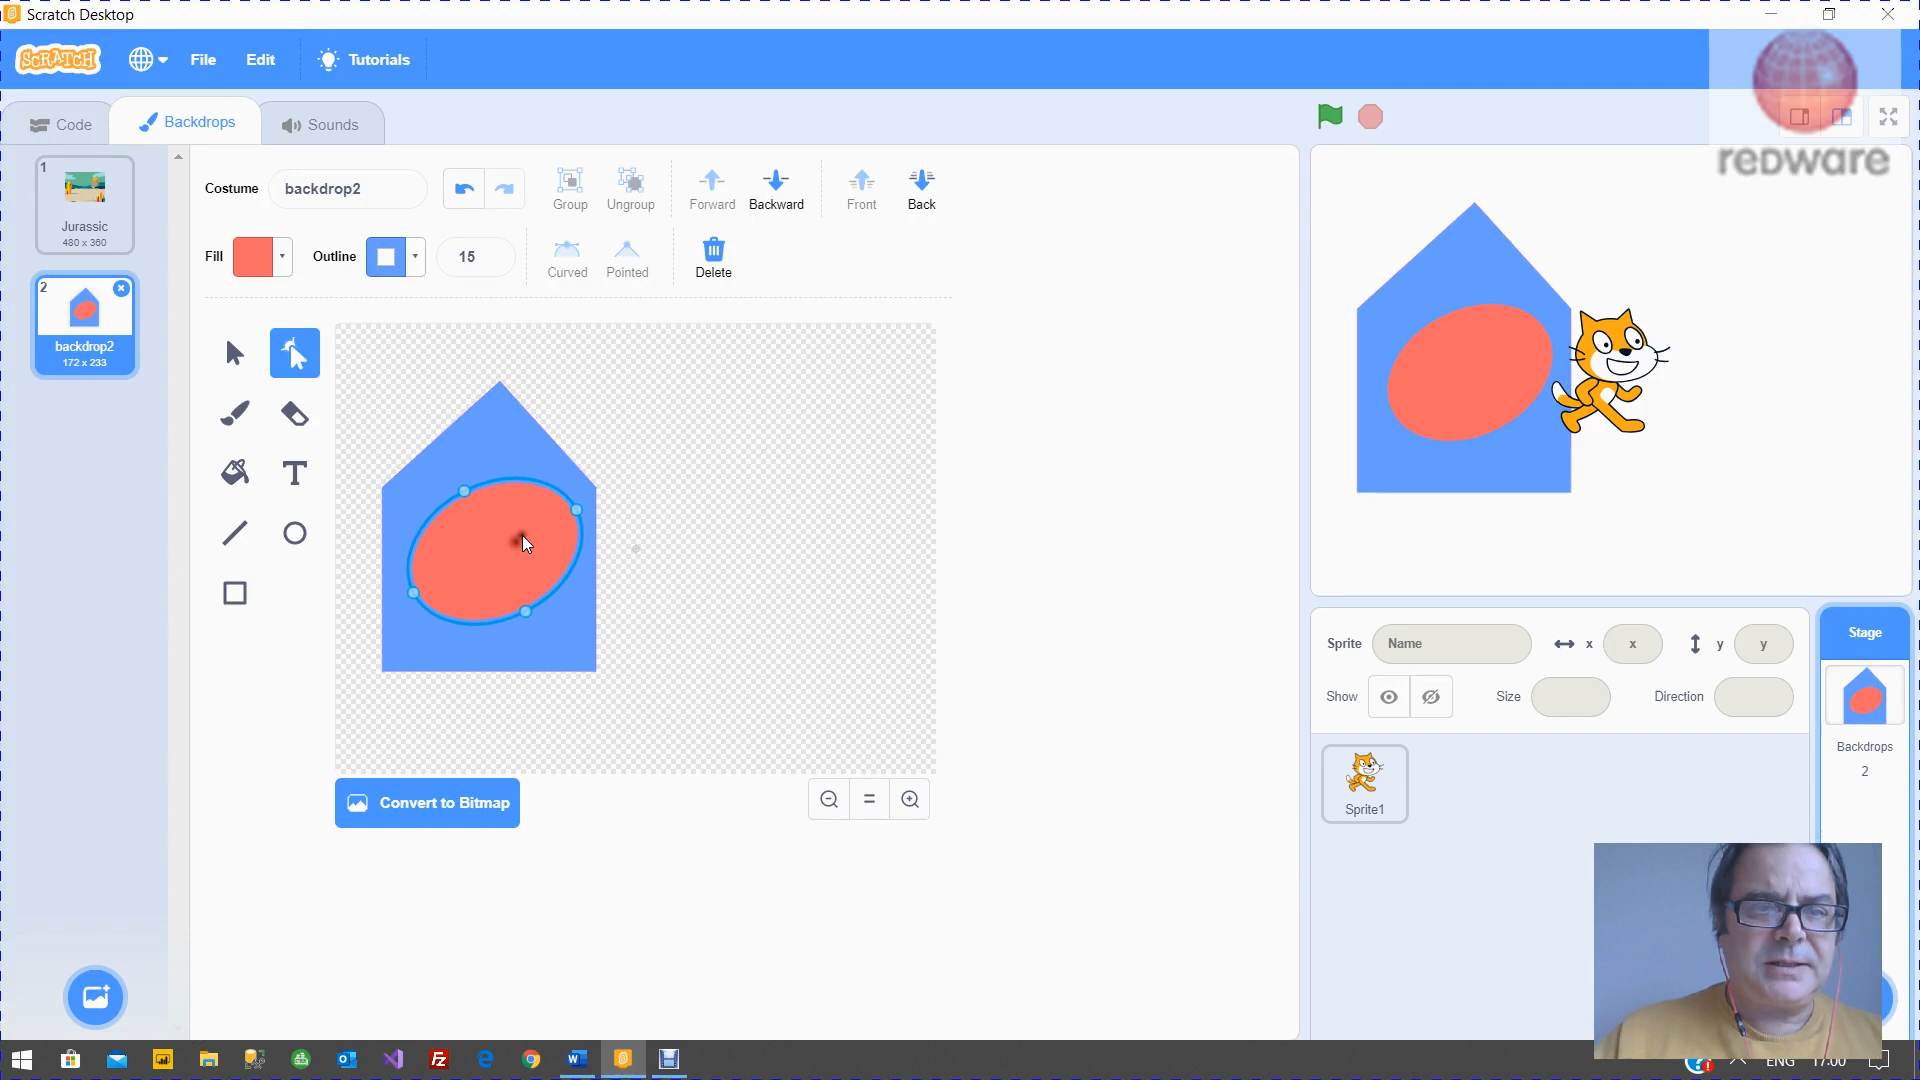 Scratch Desktop
SCRATCH
File
Edit
Tutorials
Code
Backdrops
Sounds
redware
1
Jurassic
480 x 360
2
backdrop2
172 x 233
Costume
backdrop2
Group
Ungroup
Forward
Backward
Front
Back
Fill
Outline
15
Curved
Pointed
Delete
T
Convert to Bitmap
Sprite
Name
x
x
y
y
Show
Size
Direction
Sprite1
Stage
Backdrops
2
ENG
17:00